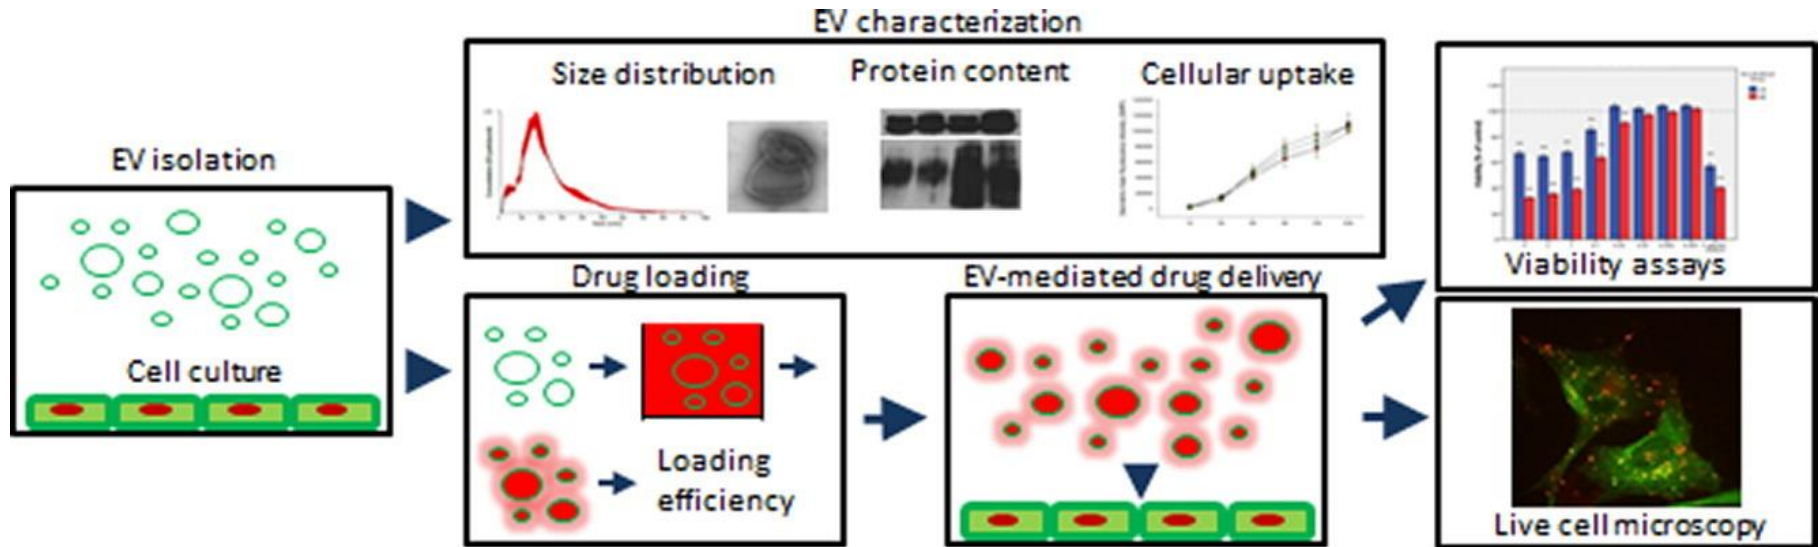 EV characterization
Size distribution
Protein content
Cellular uptake
EV isolation
Cell culture
Drug loading
Loading
efficiency
EV-mediated drug delivery
Viability assays
Live cell microscopy